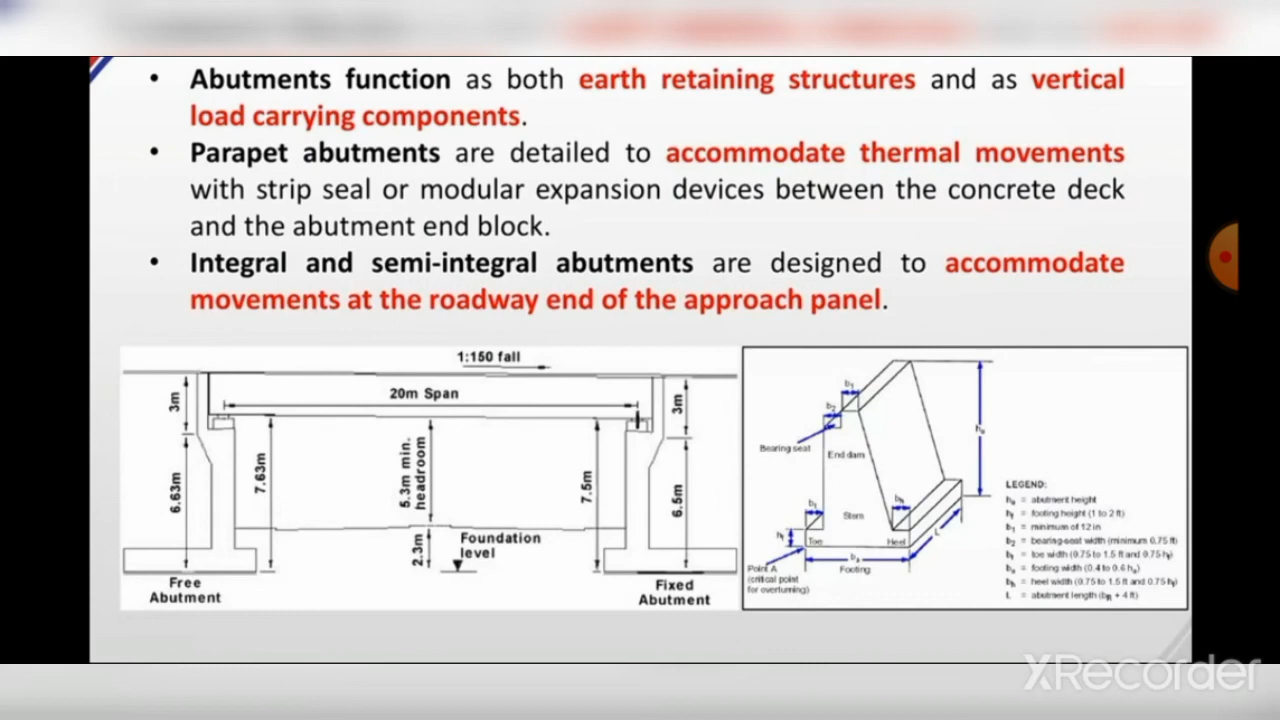 • Abutments function as both earth retaining structures and as vertical
load carrying components.
• Parapet abutments are detailed to accommodate thermal movements
with strip seal or modular expansion devices between the concrete deck
and the abutment end block.
• Integral and semi-integral abutments are designed to accommodate
movements at the roadway end of the approach panel.
1:150 fall
20m Span
3m
6.63m
7.63m
5.3m min.
headroom
2.3m
7.5m
3m
6.5m
Foundation
level
Free
Abutment
Fixed
Abutment
b₁
b₂
Bearing seat
End dam
Stem
Toe
Heel
L
Point A
(critical point
for overturning)
Footing
LEGEND:
= abutment height
= footing height (1 to 2 ft)
b₁ = minimum of 12 in
b₂ = bearing-seat width (minimum 0.75 ft)
= toe width (0.75 to 1.5 ft and 0.75
= footing width (0.4 to 0.6
= heel width (0.75 to 1.5 ft and 0.75
L = abutment length + 4 ft)
XRecorder